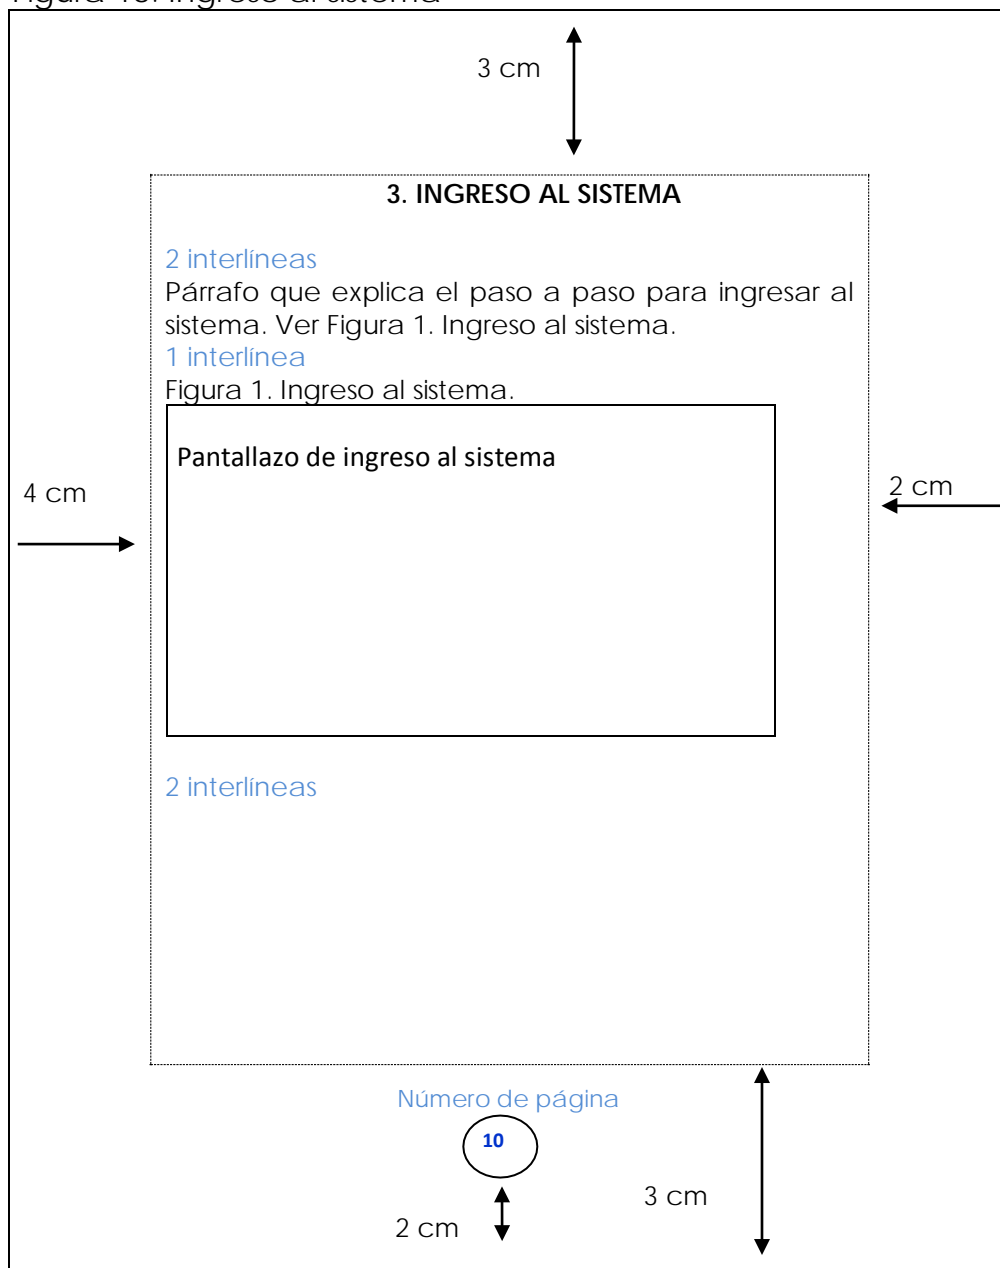 3 cm
3. INGRESO AL SISTEMA
2 interlíneas
Párrafo que explica el paso a paso para ingresar al
sistema. Ver Figura 1. Ingreso al sistema.
1 interlínea
Figura 1. Ingreso al sistema.
Pantallazo de ingreso al sistema
4 cm
2 cm
2 interlíneas
Número de página
10
3 cm
2 cm